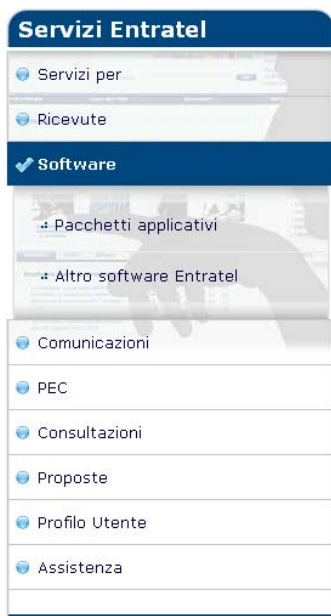 Servizi Entratel
Servizi per
Ricevute
Software
Pacchetti applicativi
Altro software Entratel
Comunicazioni
PEC
Consultazioni
Proposte
Profilo Utente
Assistenza